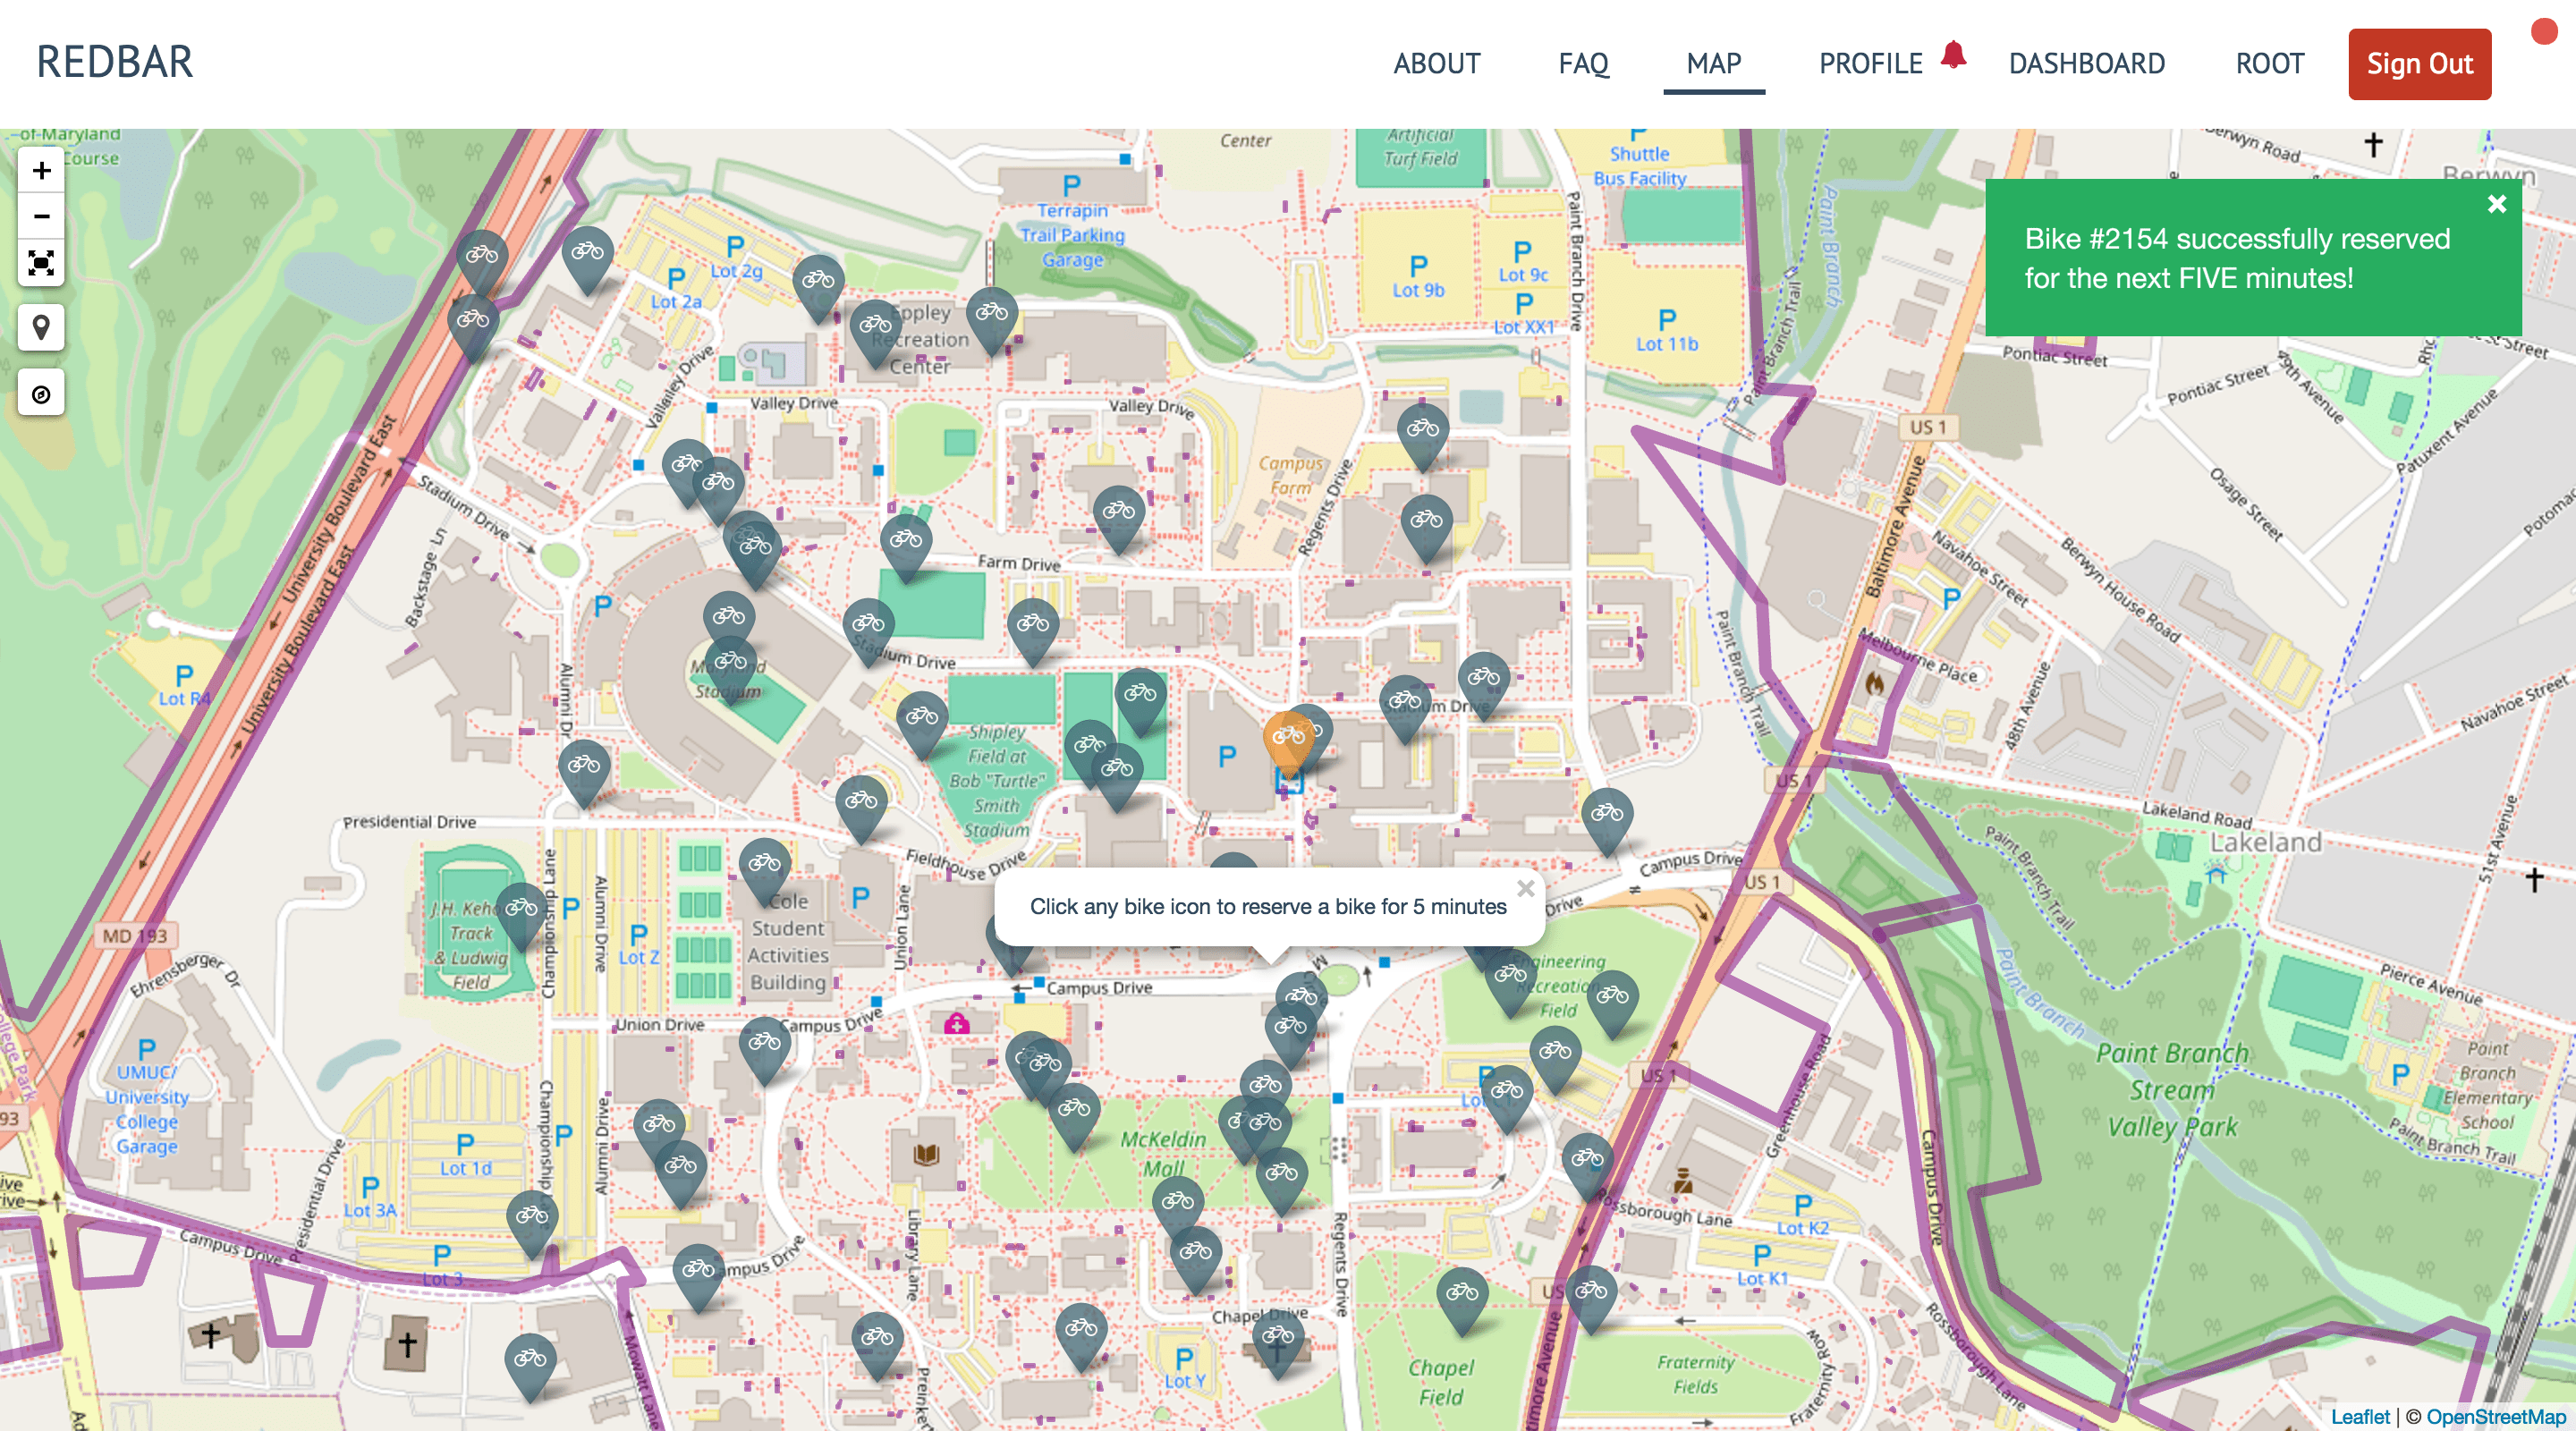 REDBAR
ABOUT
FAQ
MAP
PROFILE
DASHBOARD
ROOT
Sign Out
-of-Maryland
Course
+
−
Center
Artificial
Turf Field
Shuttle
Bus Facility
Berwyn Road
Berwyn
Bike #2154 successfully reserved
for the next FIVE minutes!
P
Terrapin
Trail Parking
Garage
P
Lot 2g
P
Lot 2a
P
Lot 9b
P
Lot 9c
P
Lot XX1
P
Lot 11b
Paint Branch Drive
Paint Branch
Paint Branch Trail
Eppley
Recreation
Center
Pontiac Street
Pontiac Street
49th Avenue
Patuxent Avenue
Osage Street
US 1
Valley Drive
Valley Drive
Campus
Farm
Regents Drive
University Boulevard East
University Boulevard East
Stadium Drive
Backstage Ln
Farm Drive
Baltimore Avenue
Navahoe Street
Berwyn House Road
P
P
Lot R4
P
Alumni Dr
Maryland
Stadium
Stadium Drive
Stadium Drive
Paint Branch Trail
Melbourne Place
48th Avenue
Navahoe Street
Shipley
Field at
Bob "Turtle"
Smith
Stadium
P
US 1
Lakeland Road
Lakeland
51st Avenue
Presidential Drive
Fieldhouse Drive
Campus Drive
US 1
Paint Branch Trail
Click any bike icon to reserve a bike for 5 minutes
Drive
J.H. Keho
Track
& Ludwig
Field
Championship Lane
P
Alumni Drive
P
Lot Z
Cole
Student
Activities
Building
P
Union Lane
MD 193
Ehrensberger Dr
Campus Drive
Engineering
Recreation
Field
Paint Branch
Pierce Avenue
Union Drive
Campus Drive
P
UMUC/
University
College
Garage
US 1
Greenhouse Road
Paint Branch
Stream
Valley Park
P
Paint
Branch
Elementary
School
Paint Branch Trail
93
P
Lot 1d
P
Lot 3A
P
Alumni Drive
McKeldin
Mall
Campus Drive
Presidential Drive
Campus Drive
P
Lot 3
Library Lane
Regents Drive
Rossborough Lane
P
Lot K2
P
Lot K1
Rossborough Lane
Chapel Drive
P
Lot Y
Chapel
Field
Fraternity
Fields
Fraternity Row
Mowatt Lane
Leaflet | © OpenStreetMap